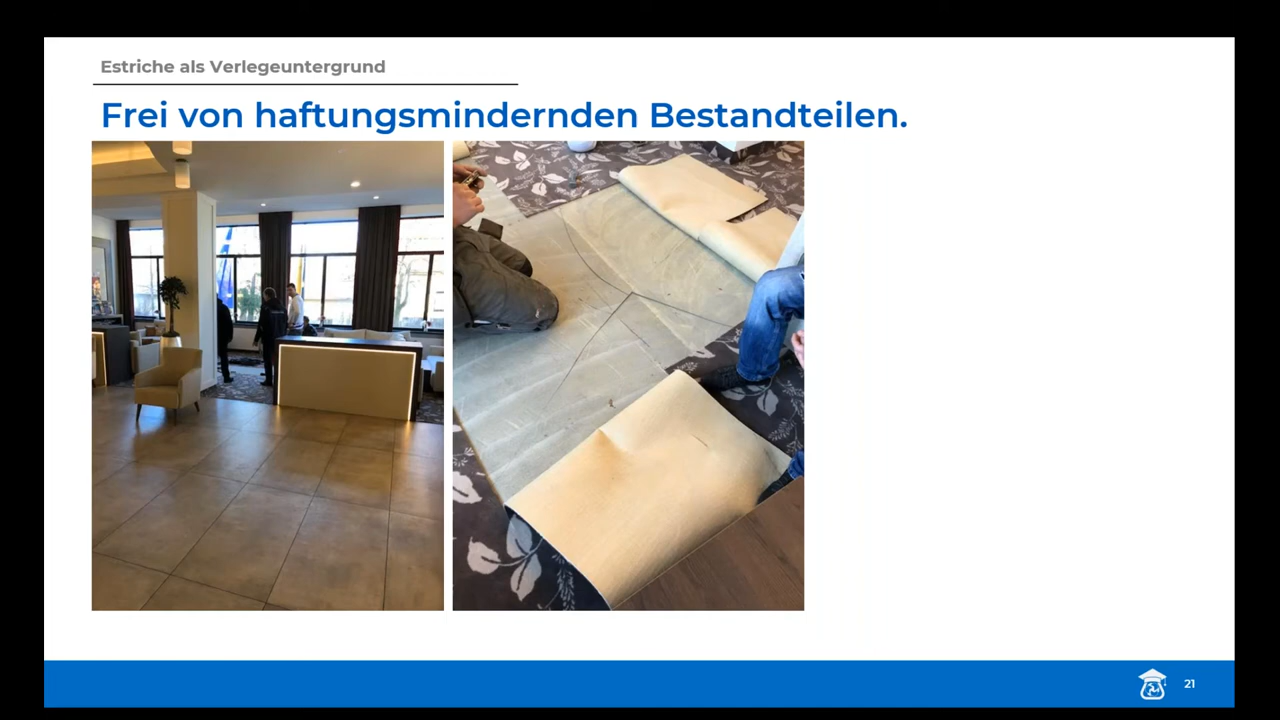 Estriche als Verlegeuntergrund
Frei von haftungsmindernden Bestandteilen.
21